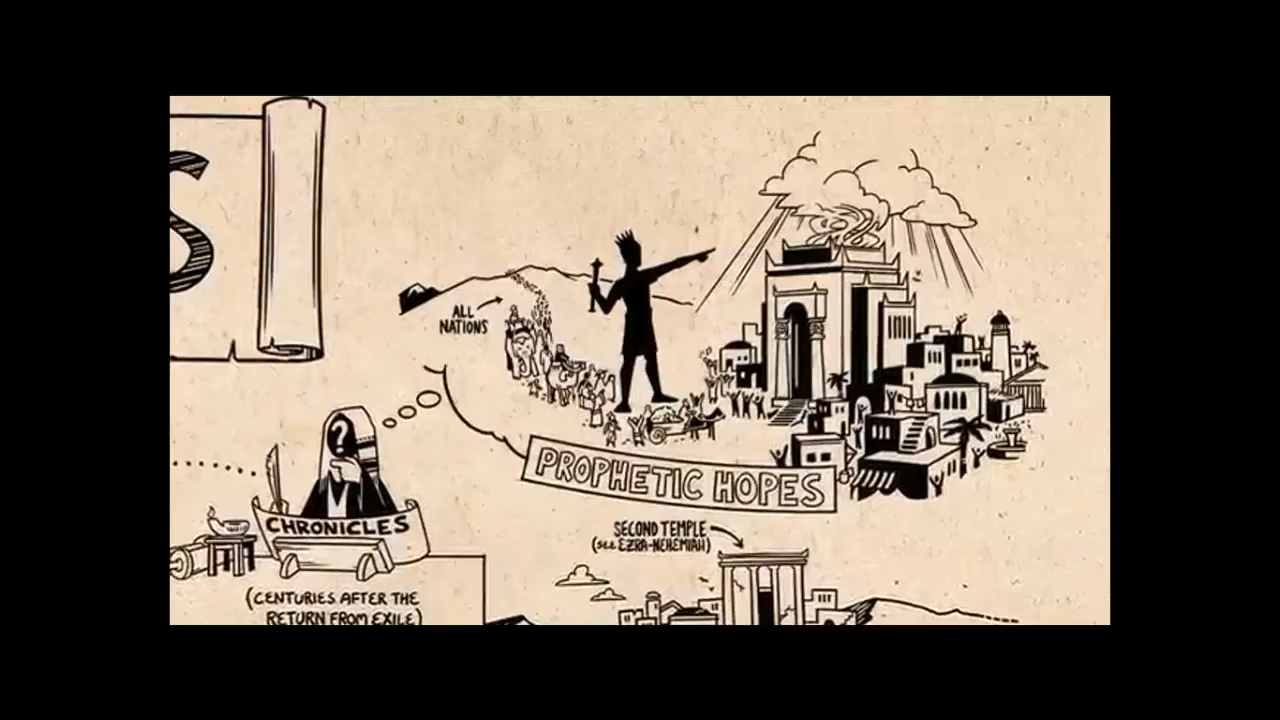 S
ALL
NATIONS
?
PROPHETIC HOPES
CHRONICLES
SECOND TEMPLE
(SEE EZRA-NEHEMIAH)
(CENTURIES AFTER THE
RETURN FROM EXILE)